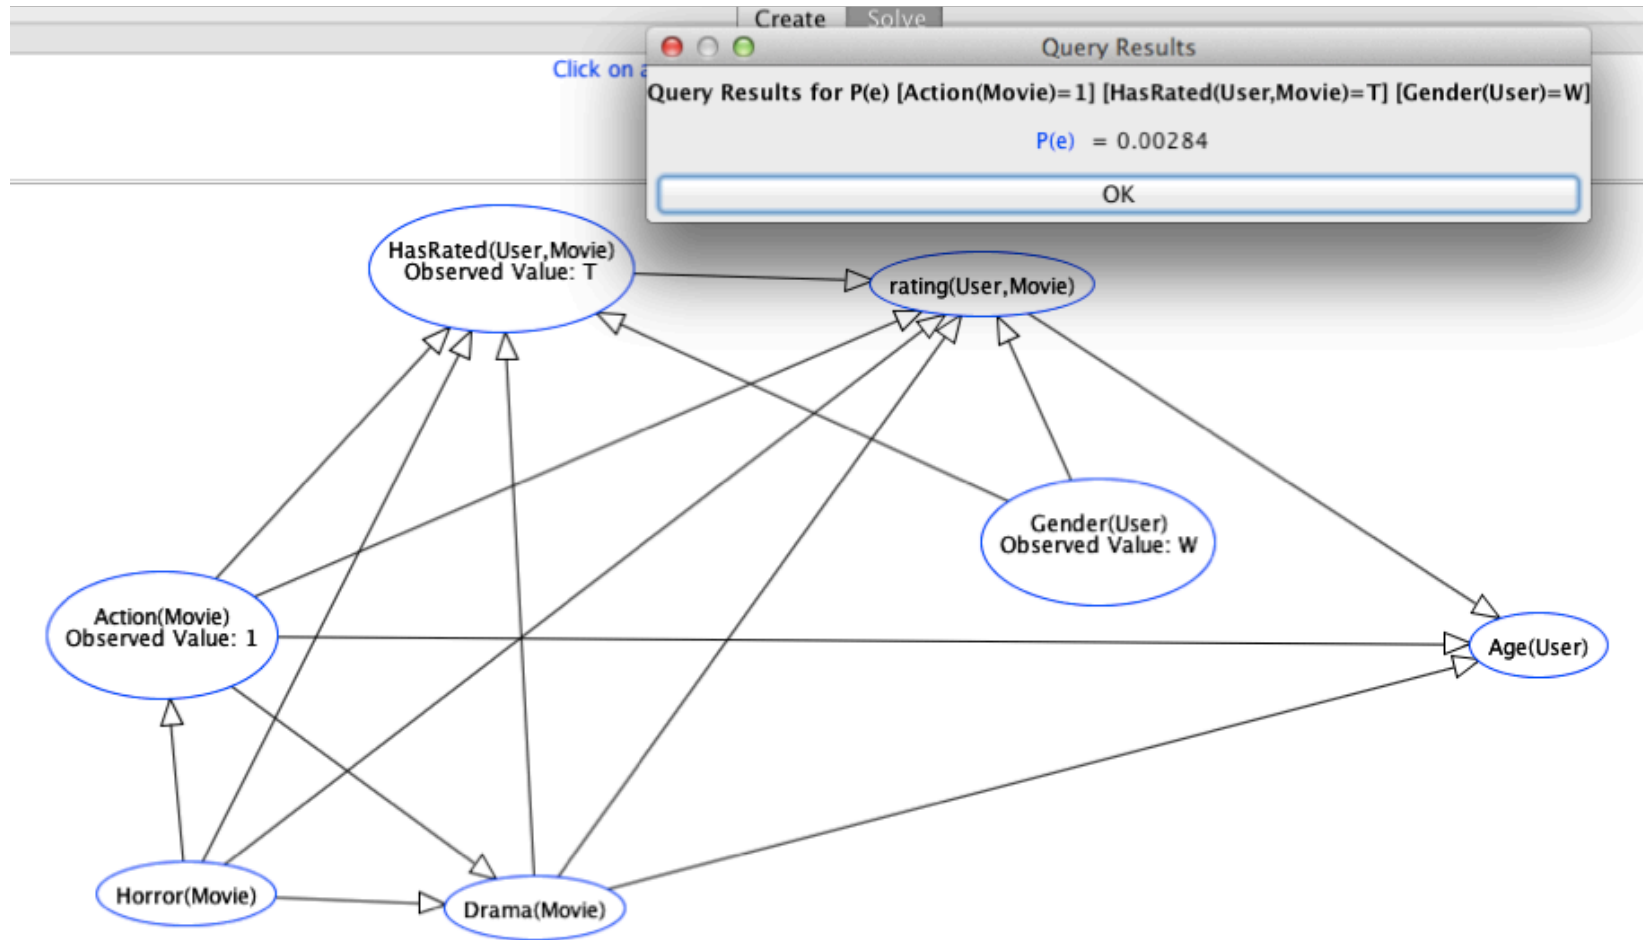 Create Solve
Query Results
Click on a
Query Results for P(e) [Action(Movie)=1] [HasRated(User,Movie)=T] [Gender(User)=W]
P(e) = 0.00284
OK
HasRated(User,Movie)
Observed Value: T
rating(User,Movie)
Gender(User)
Observed Value: W
Action(Movie)
Observed Value: 1
Age(User)
Horror(Movie)
Drama(Movie)